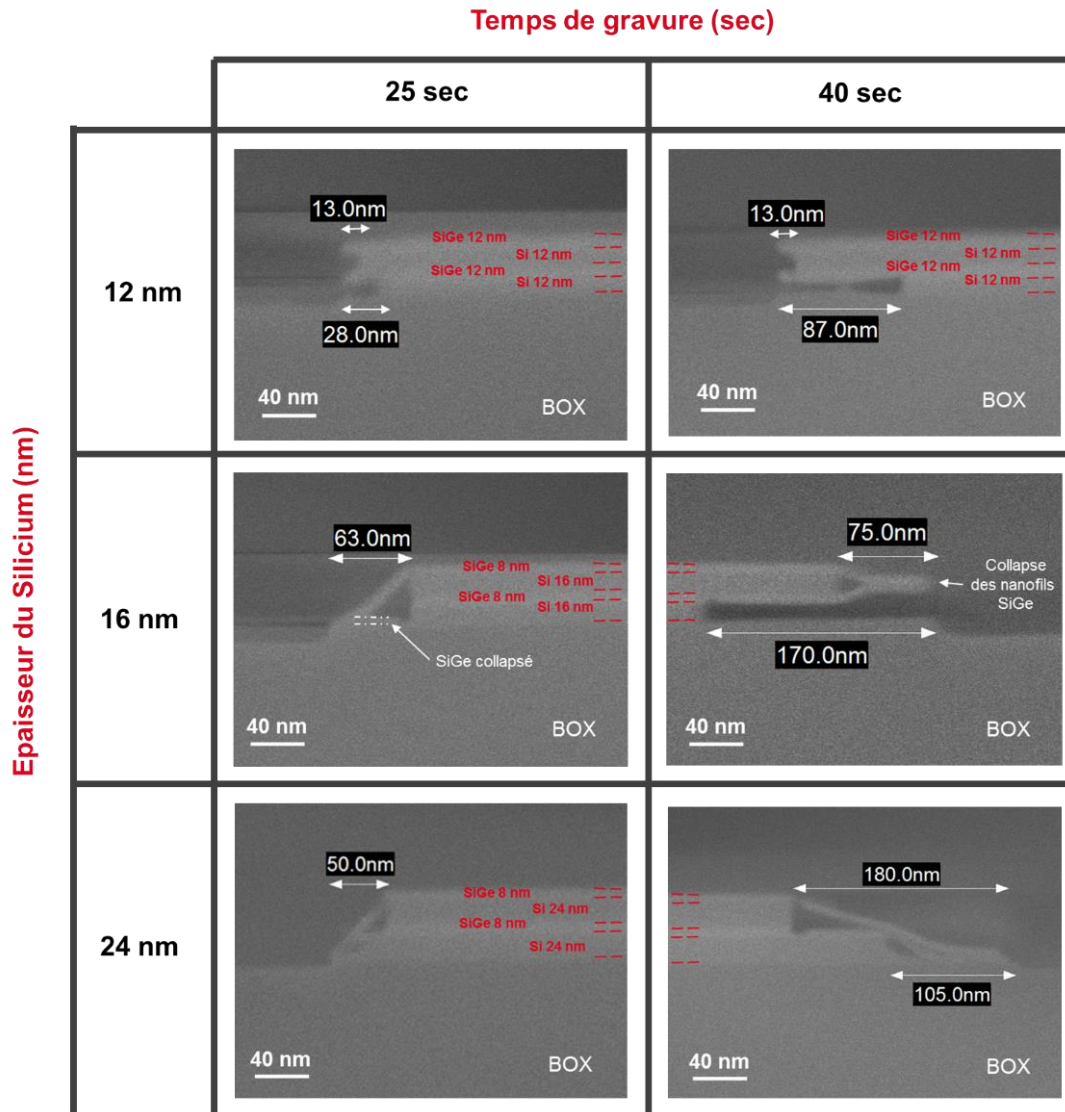 Temps de gravure (sec)
25 sec
40 sec
Epaisseur du Silicium (nm)
12 nm
13.0nm
SiGe 12 nm
Si 12 nm
SiGe 12 nm
Si 12 nm
28.0nm
40 nm
BOX
13.0nm
SiGe 12 nm
Si 12 nm
SiGe 12 nm
Si 12 nm
87.0nm
40 nm
BOX
16 nm
63.0nm
SiGe 8 nm
Si 16 nm
SiGe 8 nm
Si 16 nm
SiGe collapsé
40 nm
BOX
75.0nm
Collapse
des nanofils
SiGe
170.0nm
40 nm
BOX
24 nm
50.0nm
SiGe 8 nm
Si 24 nm
SiGe 8 nm
Si 24 nm
40 nm
BOX
180.0nm
105.0nm
40 nm
BOX